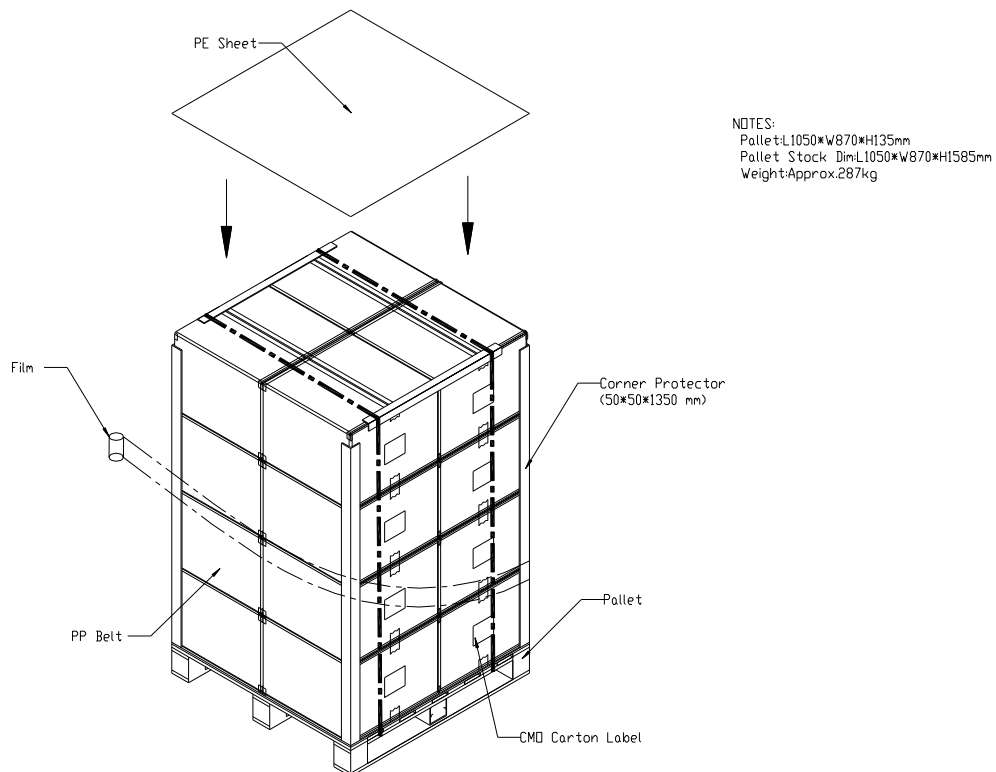 PE Sheet
NOTES:
Pallet:L1050*W870*H135mm
Pallet Stock Dim:L1050*W870*H1585mm
Weight:Approx.287kg
Film
Corner Protector
(50*50*1350 mm)
Pallet
PP Belt
CMO Carton Label